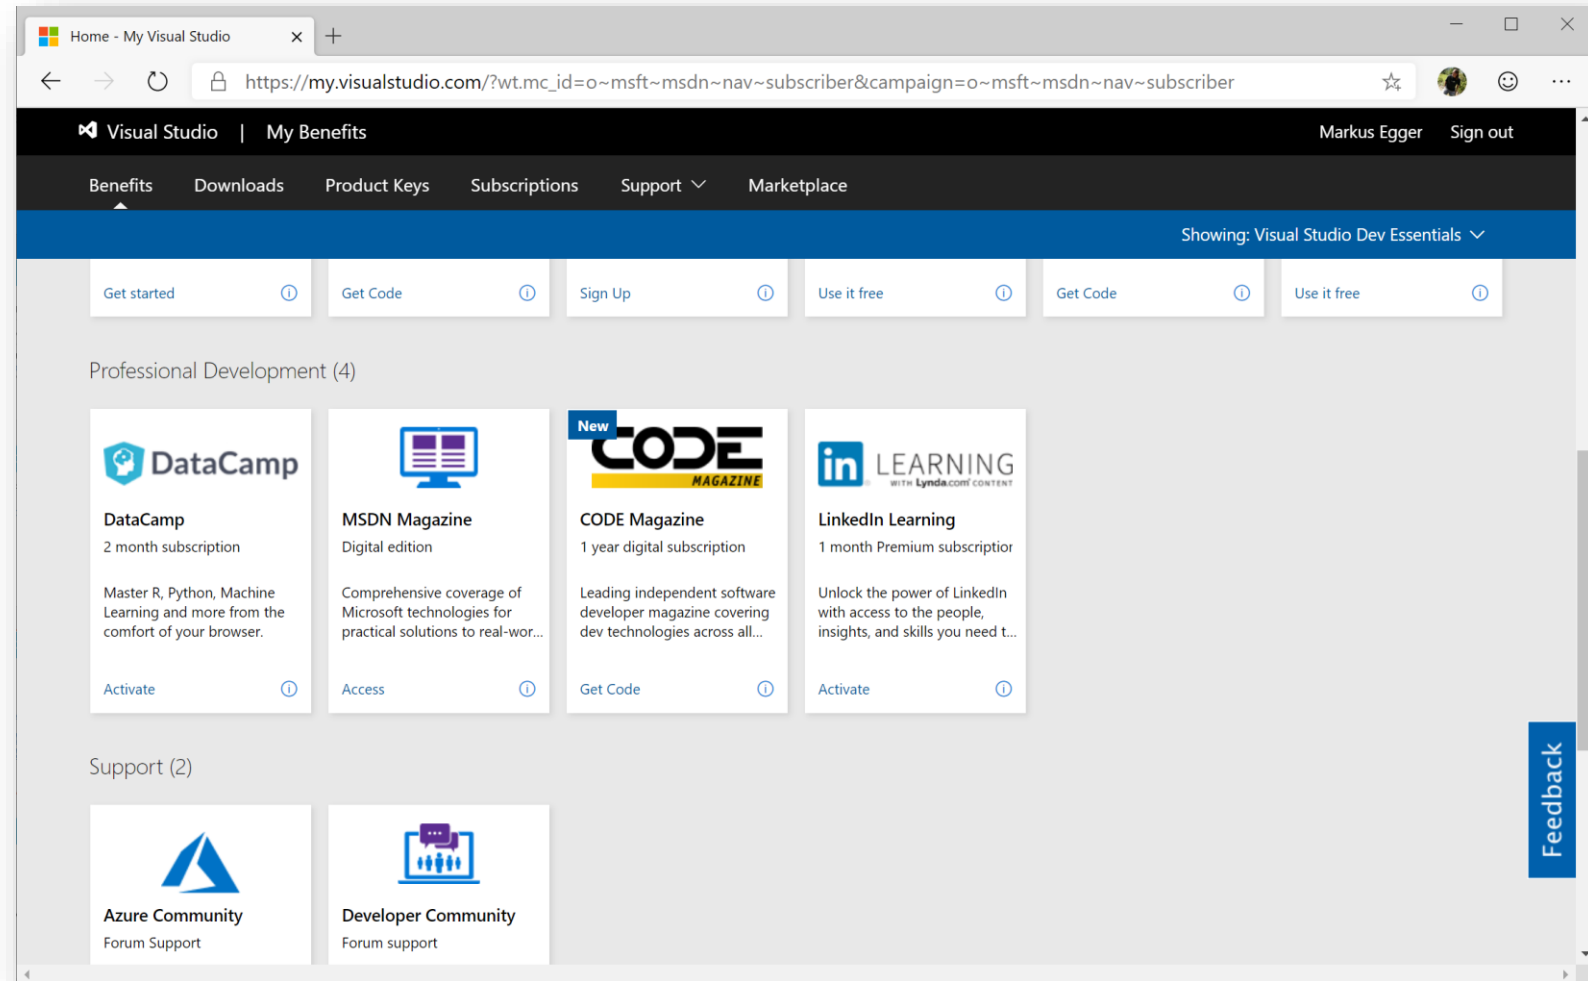 Home - My Visual Studio
https://my.visualstudio.com/?wt.mc_id=o~msft~msdn~nav~subscriber&campaign=o~msft~msdn~nav~subscriber
Visual Studio | My Benefits
Markus Egger Sign out
Benefits Downloads Product Keys Subscriptions Support Marketplace
Showing: Visual Studio Dev Essentials
Get started Get Code Sign Up Use it free Get Code Use it free
Professional Development (4)
DataCamp
DataCamp
2 month subscription
Master R, Python, Machine
Learning and more from the
comfort of your browser.
Activate
MSDN Magazine
Digital edition
Comprehensive coverage of
Microsoft technologies for
practical solutions to real-wor...
Access
New
CODE
MAGAZINE
CODE Magazine
1 year digital subscription
Leading independent software
developer magazine covering
dev technologies across all...
Get Code
in LEARNING
WITH Lynda.com CONTENT
LinkedIn Learning
1 month Premium subscription
Unlock the power of LinkedIn
with access to the people,
insights, and skills you need t...
Activate
Feedback
Support (2)
Azure Community
Forum Support
Developer Community
Forum support